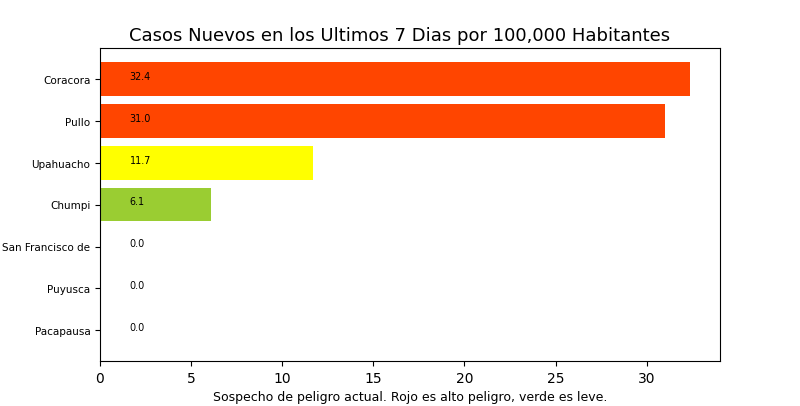 Casos Nuevos en los Ultimos 7 Dias por 100,000 Habitantes
Coracora 32.4
Pullo 31.0
Upahuacho 11.7
Chumpi 6.1
San Francisco de 0.0
Puyusca 0.0
Pacapausa 0.0
0 5 10 15 20 25 30
Sospecho de peligro actual. Rojo es alto peligro, verde es leve.